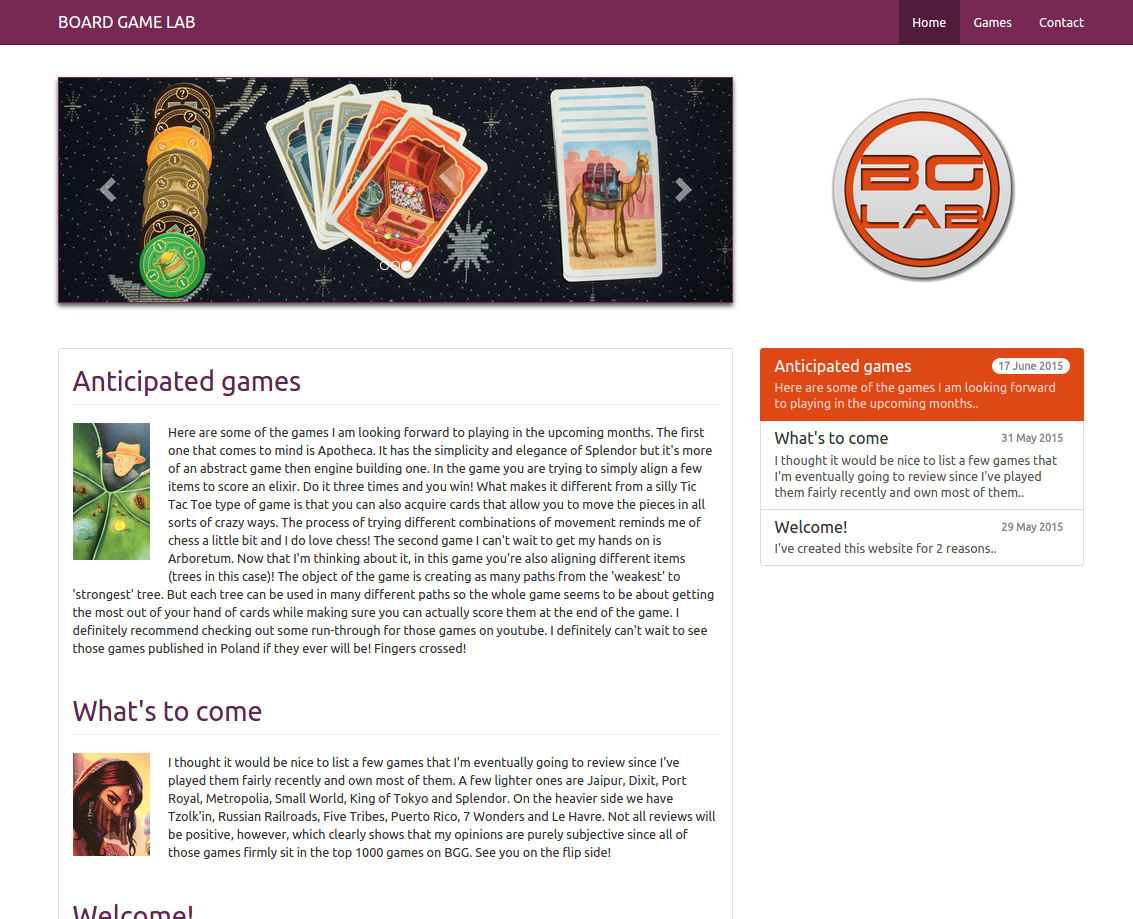 BOARD GAME LAB
Home
Games
Contact
BG
LAB
Anticipated games
Here are some of the games I am looking forward to playing in the upcoming months. The first
one that comes to mind is Apotheca. It has the simplicity and elegance of Splendor but it's more
of an abstract game then engine building one. In the game you are trying to simply align a few
items to score an elixir. Do it three times and you win! What makes it different from a silly Tic
Tac Toe type of game is that you can also acquire cards that allow you to move the pieces in all
sorts of crazy ways. The process of trying different combinations of movement reminds me of
chess a little bit and I do love chess! The second game I can't wait to get my hands on is
Arboretum. Now that I'm thinking about it, in this game you're also aligning different items
(trees in this case)! The object of the game is creating as many paths from the 'weakest' to
'strongest' tree. But each tree can be used in many different paths so the whole game seems to be about getting
the most out of your hand of cards while making sure you can actually score them at the end of the game. I
definitely recommend checking out some run-through for those games on youtube. I definitely can't wait to see
those games published in Poland if they ever will be! Fingers crossed!
What's to come
I thought it would be nice to list a few games that I'm eventually going to review since I've
played them fairly recently and own most of them. A few lighter ones are Jaipur, Dixit, Port
Royal, Metropolia, Small World, King of Tokyo and Splendor. On the heavier side we have
Tzolk'in, Russian Railroads, Five Tribes, Puerto Rico, 7 Wonders and Le Havre. Not all reviews will
be positive, however, which clearly shows that my opinions are purely subjective since all of
those games firmly sit in the top 1000 games on BGG. See you on the flip side!
Welcome!
Anticipated games
17 June 2015
Here are some of the games I am looking forward
to playing in the upcoming months..
What's to come
31 May 2015
I thought it would be nice to list a few games that
I'm eventually going to review since I've played
them fairly recently and own most of them..
Welcome!
29 May 2015
I've created this website for 2 reasons..